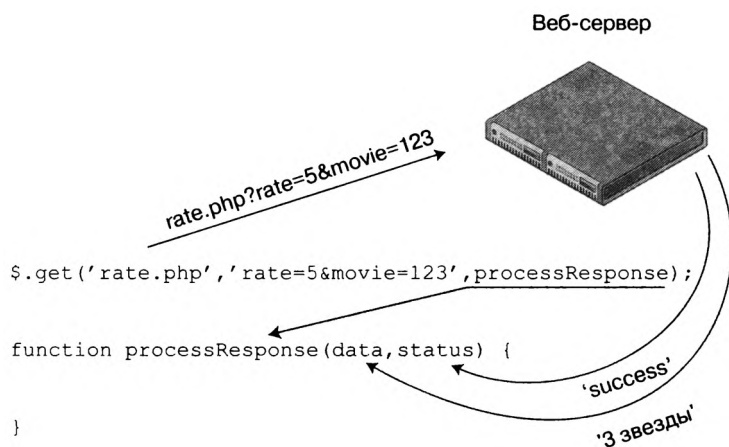 Веб-сервер
rate.php?rate=5&movie=123
$.get('rate.php','rate=5&movie=123',processResponse);
function processResponse(data,status) {
'success'
'3 звезды'
}